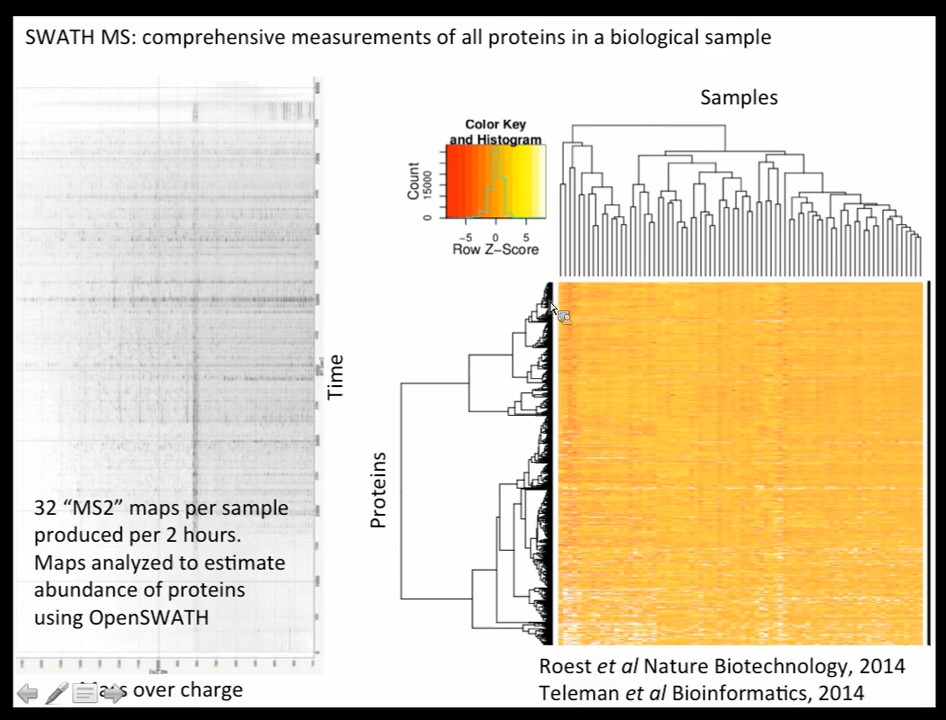 SWATH MS: comprehensive measurements of all proteins in a biological sample
Samples
Color Key
and Histogram
Count
0
15000
−5 0 5
Row Z−Score
Time
Proteins
32 “MS2” maps per sample
produced per 2 hours.
Maps analyzed to estimate
abundance of proteins
using OpenSWATH
over charge
Roest et al Nature Biotechnology, 2014
Teleman et al Bioinformatics, 2014